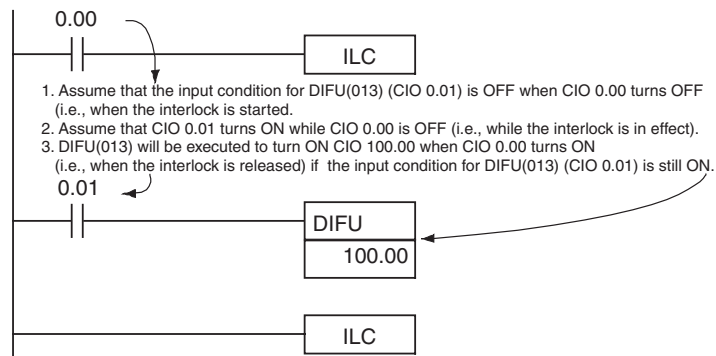 0.00
ILC
1. Assume that the input condition for DIFU(013) (CIO 0.01) is OFF when CIO 0.00 turns OFF
(i.e., when the interlock is started.
2. Assume that CIO 0.01 turns ON while CIO 0.00 is OFF (i.e., while the interlock is in effect).
3. DIFU(013) will be executed to turn ON CIO 100.00 when CIO 0.00 turns ON
(i.e., when the interlock is released) if the input condition for DIFU(013) (CIO 0.01) is still ON.
0.01
DIFU
100.00
ILC